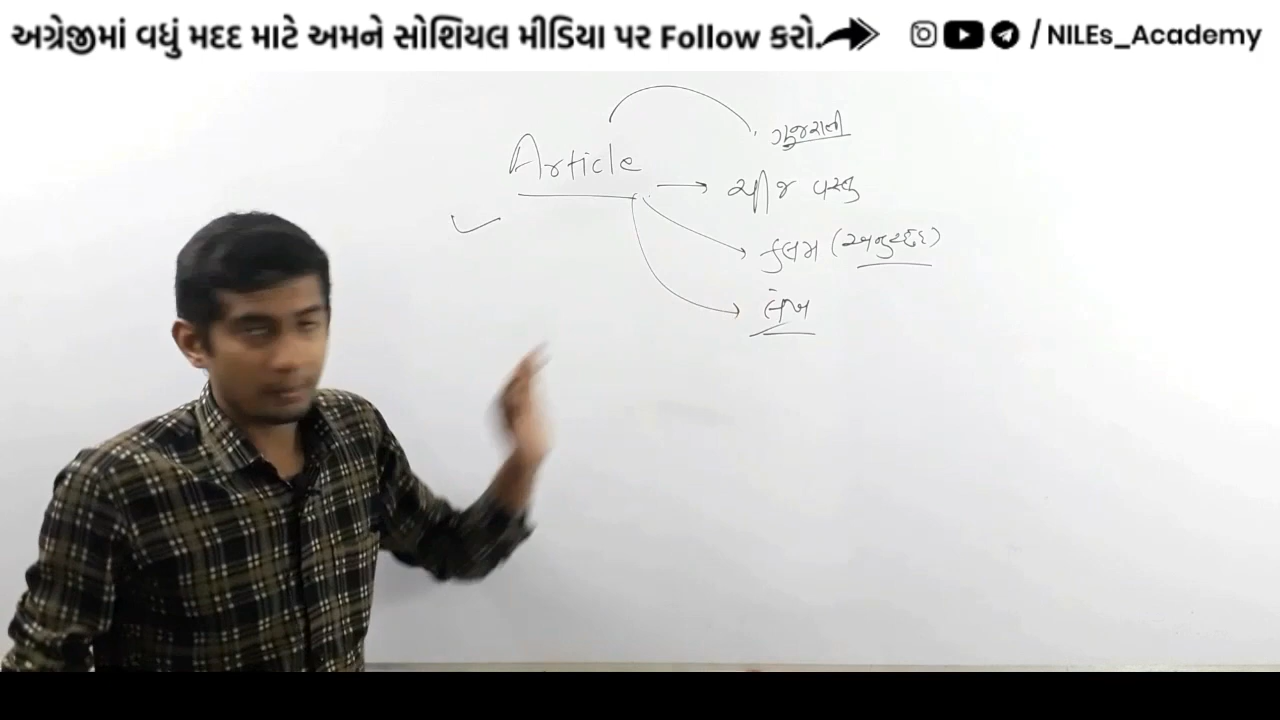 અગ્રેજીમાં વધું મદદ માટે અમને સોશિયલ મીડિયા પર Follow કરો. / NILEs_Academy
ગુજરાતી
Article
ચીજ વસ્તુ
કલમ (અનુચ્છેદ)
લેખ